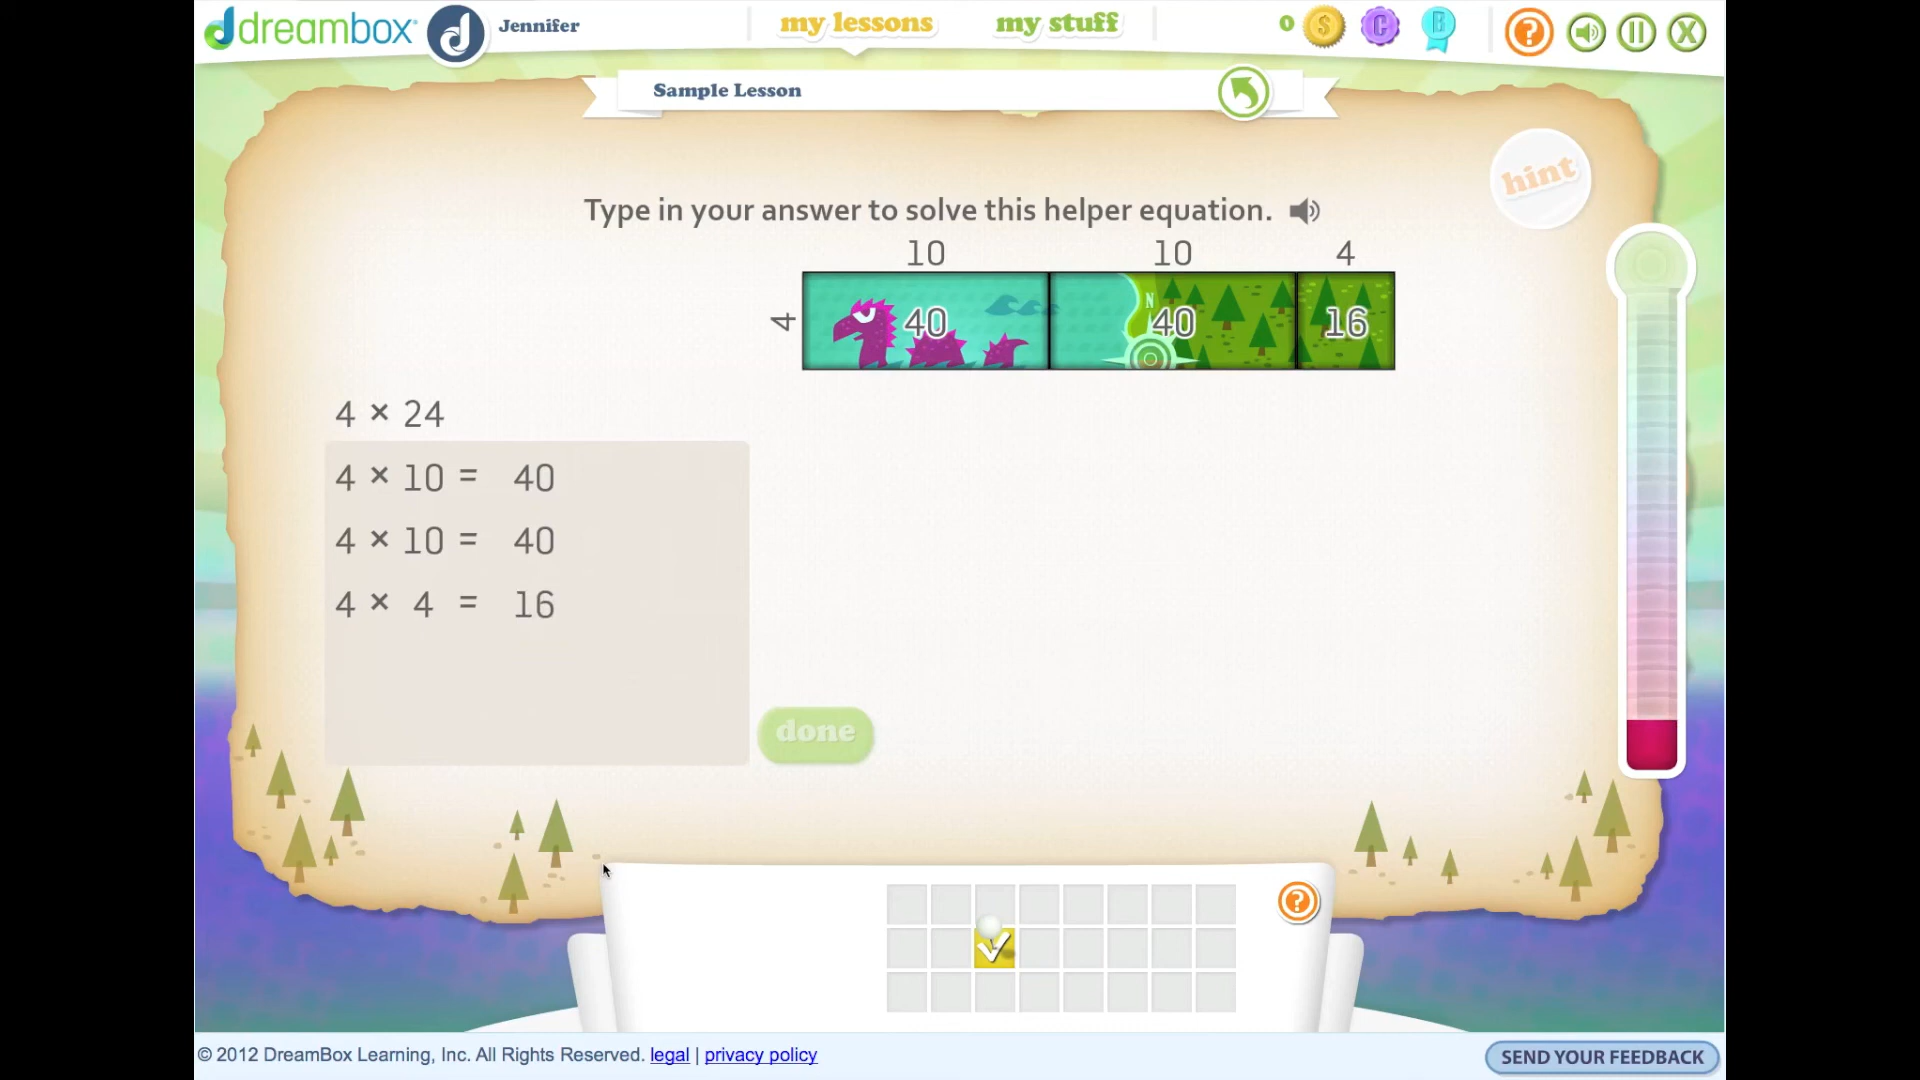 dreambox Jennifer my lessons my stuff 0 $ C B ? X
Sample Lesson
hint
Type in your answer to solve this helper equation.
10 10 4
4 40 N 40 16
4 × 24
4 × 10 = 40
4 × 10 = 40
4 × 4 = 16
done
?
© 2012 DreamBox Learning, Inc. All Rights Reserved. legal | privacy policy SEND YOUR FEEDBACK